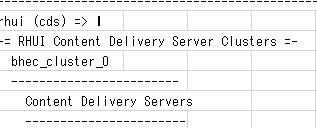 rhui (cds) => l
-= RHUI Content Delivery Server Clusters =-
bhec_cluster_0
------------------------
Content Delivery Servers
-----------------------